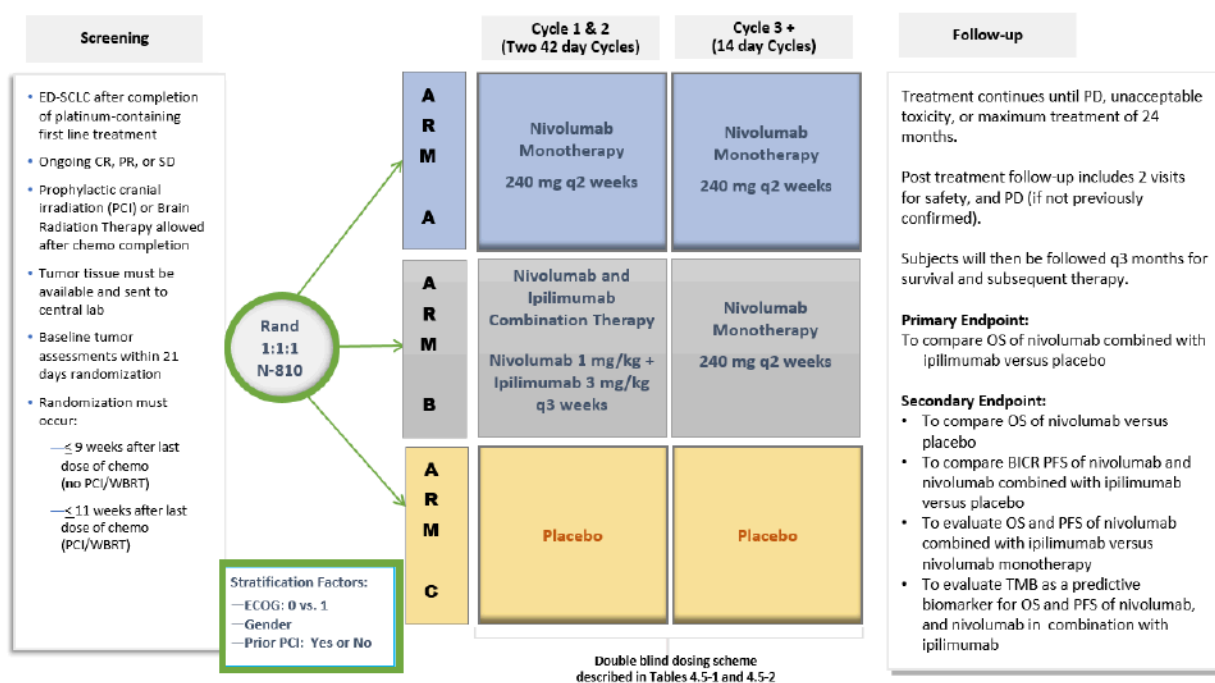 Screening
• ED-SCLC after completion
of platinum-containing
first line treatment
• Ongoing CR, PR, or SD
• Prophylactic cranial
irradiation (PCI) or Brain
Radiation Therapy allowed
after chemo completion
• Tumor tissue must be
available and sent to
central lab
• Baseline tumor
assessments within 21
days randomization
• Randomization must
occur:
—≤ 9 weeks after last
dose of chemo
(no PCI/WBRT)
—≤ 11 weeks after last
dose of chemo
(PCI/WBRT)
Rand
1:1:1
N-810
Stratification Factors:
—ECOG: 0 vs. 1
—Gender
—Prior PCI: Yes or No
Cycle 1 & 2
(Two 42 day Cycles)
Cycle 3 +
(14 day Cycles)
ARM A
Nivolumab
Monotherapy
240 mg q2 weeks
Nivolumab
Monotherapy
240 mg q2 weeks
ARM B
Nivolumab and
Ipilimumab
Combination Therapy
Nivolumab 1 mg/kg +
Ipilimumab 3 mg/kg
q3 weeks
Nivolumab
Monotherapy
240 mg q2 weeks
ARM C
Placebo
Placebo
Double blind dosing scheme
described in Tables 4.5-1 and 4.5-2
Follow-up
Treatment continues until PD, unacceptable
toxicity, or maximum treatment of 24
months.
Post treatment follow-up includes 2 visits
for safety, and PD (if not previously
confirmed).
Subjects will then be followed q3 months for
survival and subsequent therapy.
Primary Endpoint:
To compare OS of nivolumab combined with
ipilimumab versus placebo
Secondary Endpoint:
• To compare OS of nivolumab versus
placebo
• To compare BICR PFS of nivolumab and
nivolumab combined with ipilimumab
versus placebo
• To evaluate OS and PFS of nivolumab
combined with ipilimumab versus
nivolumab monotherapy
• To evaluate TMB as a predictive
biomarker for OS and PFS of nivolumab,
and nivolumab in combination with
ipilimumab